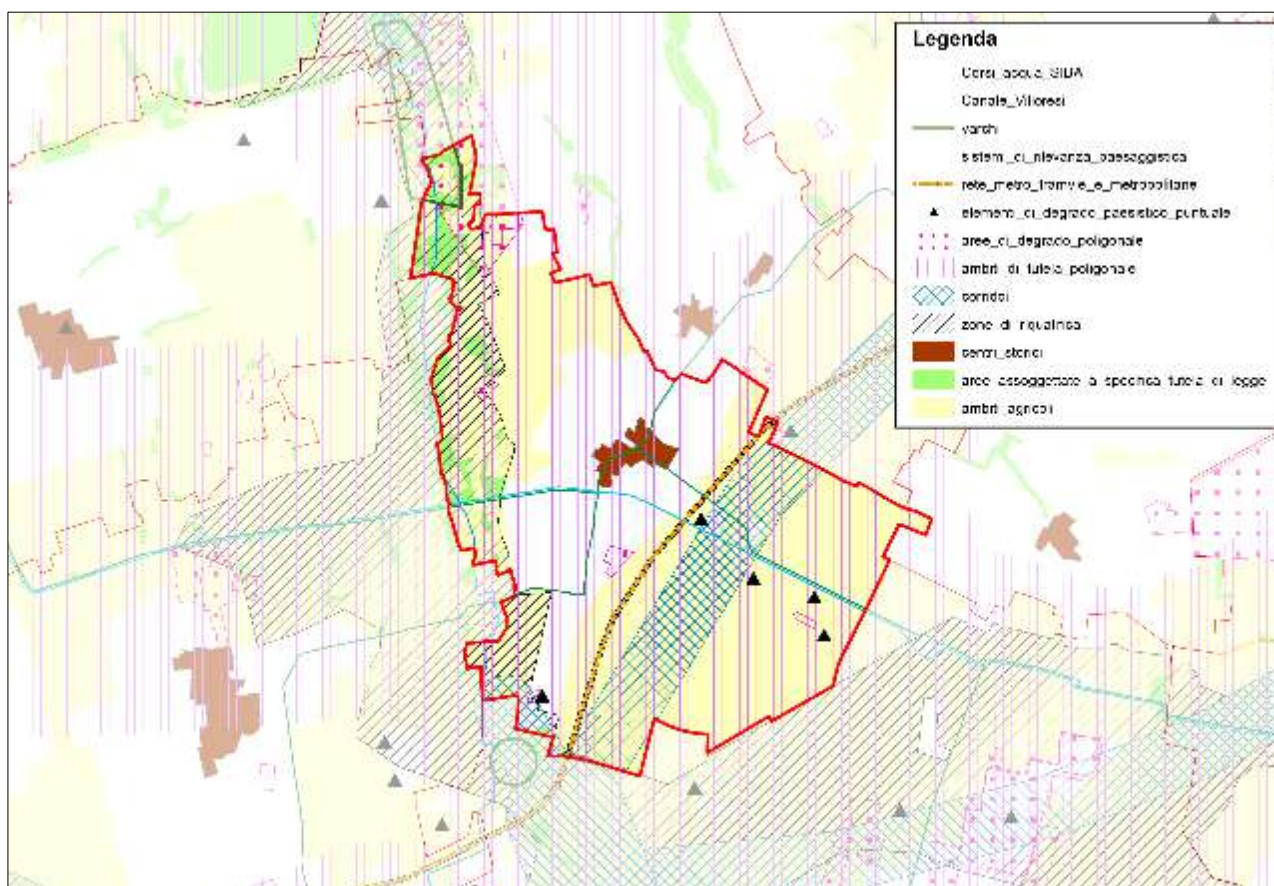 Legenda
Corsi_acqua_SIBA
Canale_Villoresi
varchi
sistemi_di_rilevanza_paesaggistica
rete_metro_tramvie_e_metropolitane
elementi_di_degrado_paesistico_puntuale
aree_di_degrado_poligonale
ambiti_di_tutela_poligonale
corridoi
zone_di_riqualifica
centri_storici
aree_assoggettate_a_specifica_tutela_di_legge
ambiti_agricoli